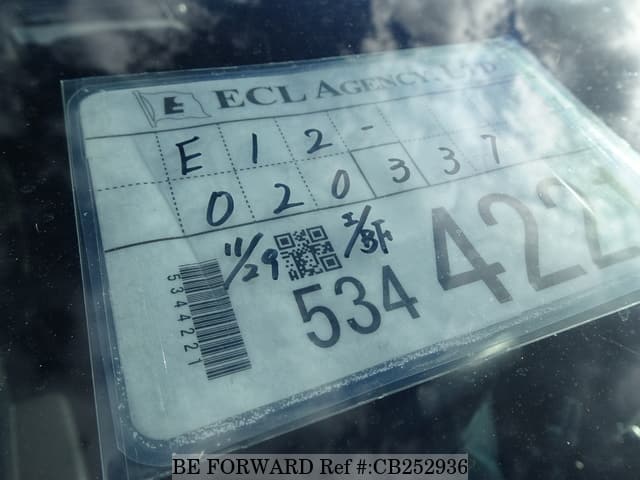 E ECL AGENCY, LTD
E 1 2 -
0 2 0 3 3 7
11/29
5344221
534 422
BE FORWARD Ref #:CB252936